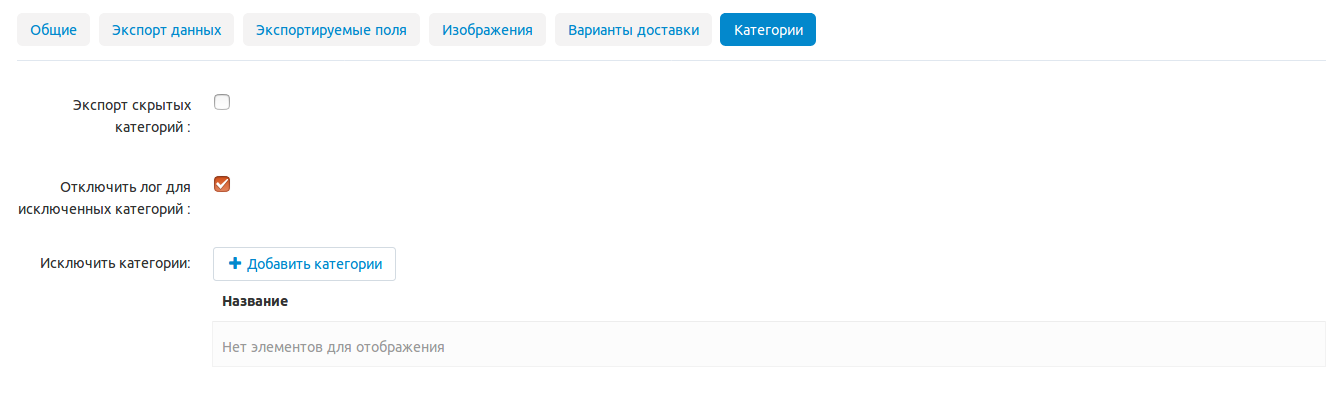 Общие Экспорт данных Экспортируемые поля Изображения Варианты доставки Категории
Экспорт скрытых
категорий :
Отключить лог для
исключенных категорий :
Исключить категории: Добавить категории
Название
Нет элементов для отображения